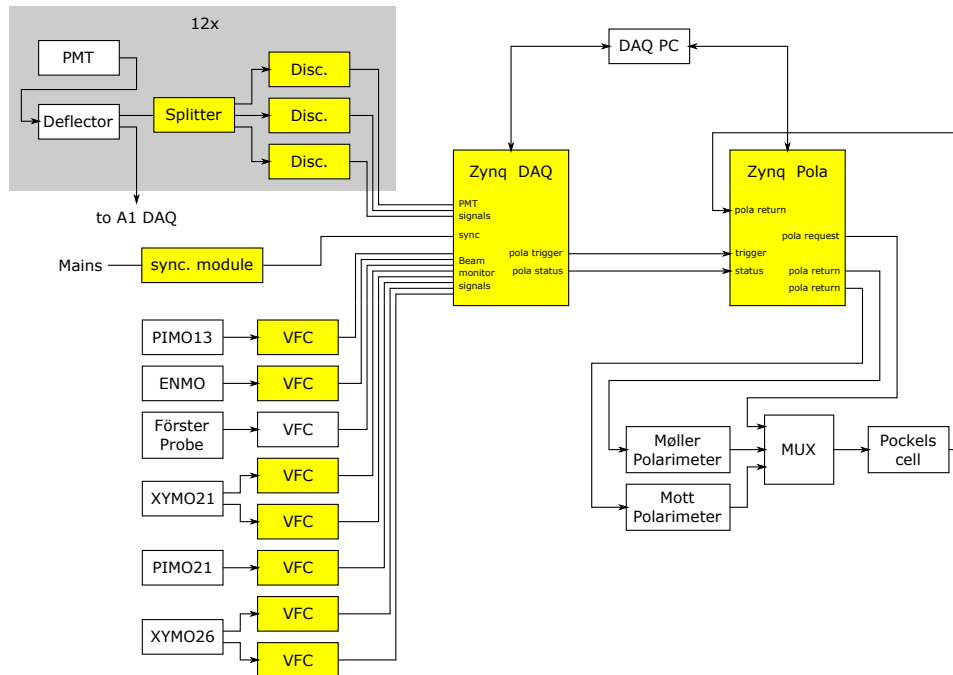 12x
PMT
Deflector
Splitter
Disc.
Disc.
Disc.
to A1 DAQ
DAQ PC
Zynq DAQ
PMT
signals
sync
Beam
monitor
signals
pola trigger
pola status
Zynq Pola
pola return
pola request
trigger
status
pola return
pola return
Mains
sync. module
PIMO13
VFC
ENMO
VFC
Förster
Probe
VFC
XYMO21
VFC
VFC
PIMO21
VFC
XYMO26
VFC
VFC
Møller
Polarimeter
Mott
Polarimeter
MUX
Pockels
cell